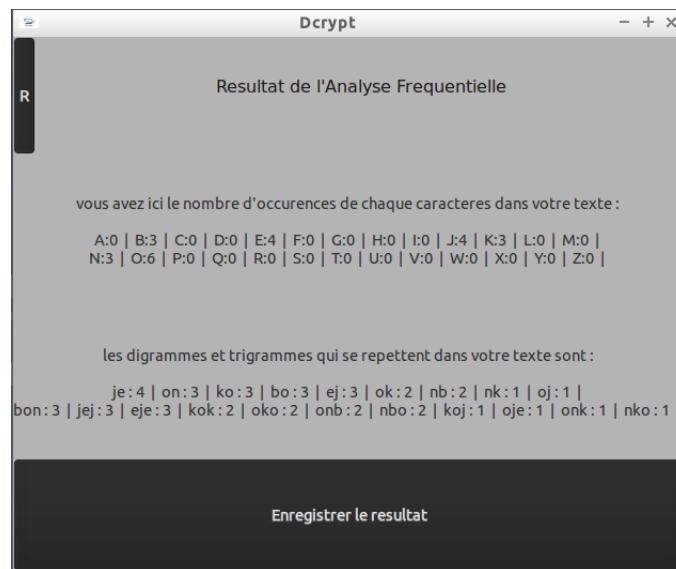 Dcrypt
R
Resultat de l'Analyse Frequentielle
vous avez ici le nombre d'occurences de chaque caracteres dans votre texte :
A:0 | B:3 | C:0 | D:0 | E:4 | F:0 | G:0 | H:0 | I:0 | J:4 | K:3 | L:0 | M:0 |
N:3 | O:6 | P:0 | Q:0 | R:0 | S:0 | T:0 | U:0 | V:0 | W:0 | X:0 | Y:0 | Z:0 |
les digrammes et trigrammes qui se repettent dans votre texte sont :
je : 4 | on : 3 | ko : 3 | bo : 3 | ej : 3 | ok : 2 | nb : 2 | nk : 1 | oj : 1 |
bon : 3 | jej : 3 | eje : 3 | kok : 2 | oko : 2 | onb : 2 | nbo : 2 | koj : 1 | oje : 1 | onk : 1 | nko : 1
Enregistrer le resultat